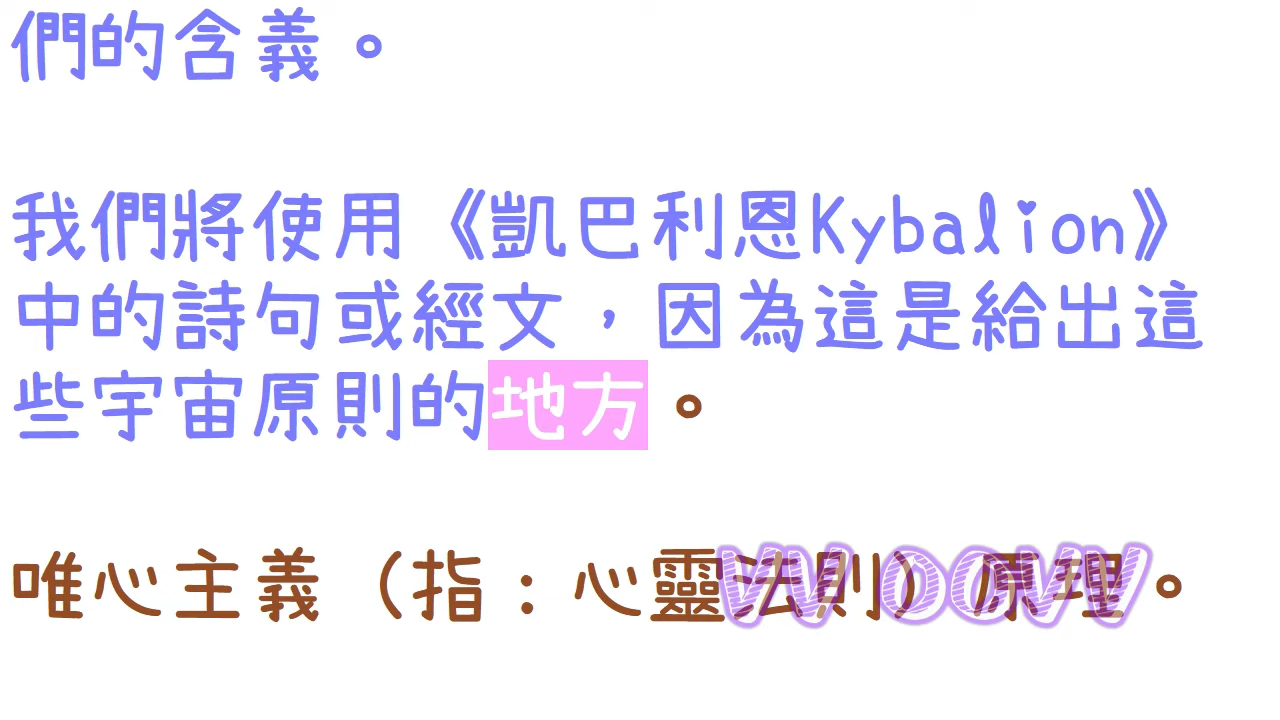 們的含義。
我們將使用《凱巴利恩Kybalion》
中的詩句或經文，因為這是給出這
些宇宙原則的地方。
唯心主義（指：心靈法則）原理。
VV OOVV